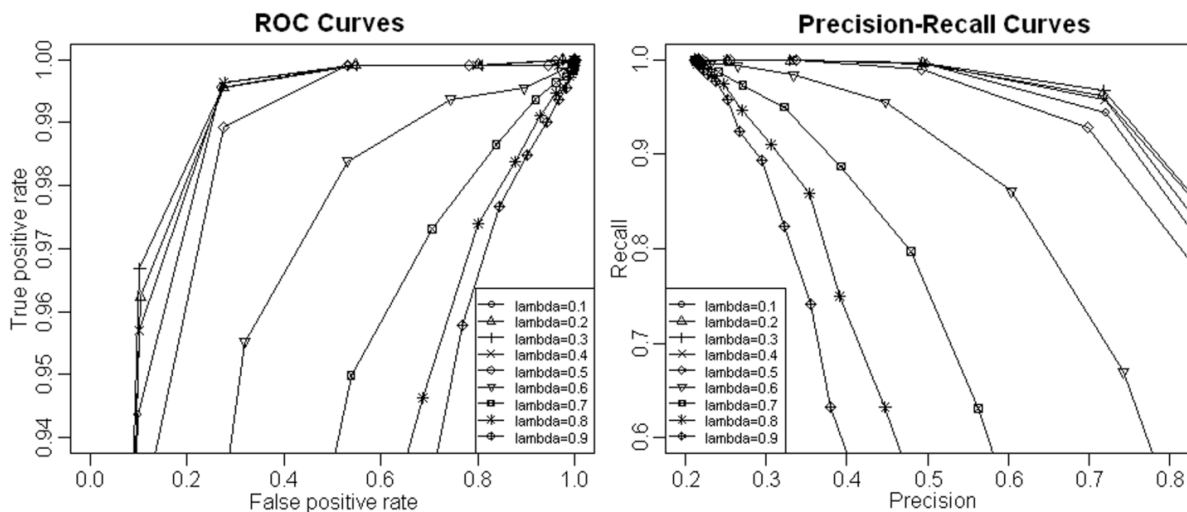 ROC Curves
True positive rate
1.00
0.99
0.98
0.97
0.96
0.95
0.94
lambda=0.1
lambda=0.2
lambda=0.3
lambda=0.4
lambda=0.5
lambda=0.6
lambda=0.7
lambda=0.8
lambda=0.9
0.0 0.2 0.4 0.6 0.8 1.0
False positive rate
Precision-Recall Curves
Recall
1.0
0.9
0.8
0.7
0.6
lambda=0.1
lambda=0.2
lambda=0.3
lambda=0.4
lambda=0.5
lambda=0.6
lambda=0.7
lambda=0.8
lambda=0.9
0.2 0.3 0.4 0.5 0.6 0.7 0.8
Precision